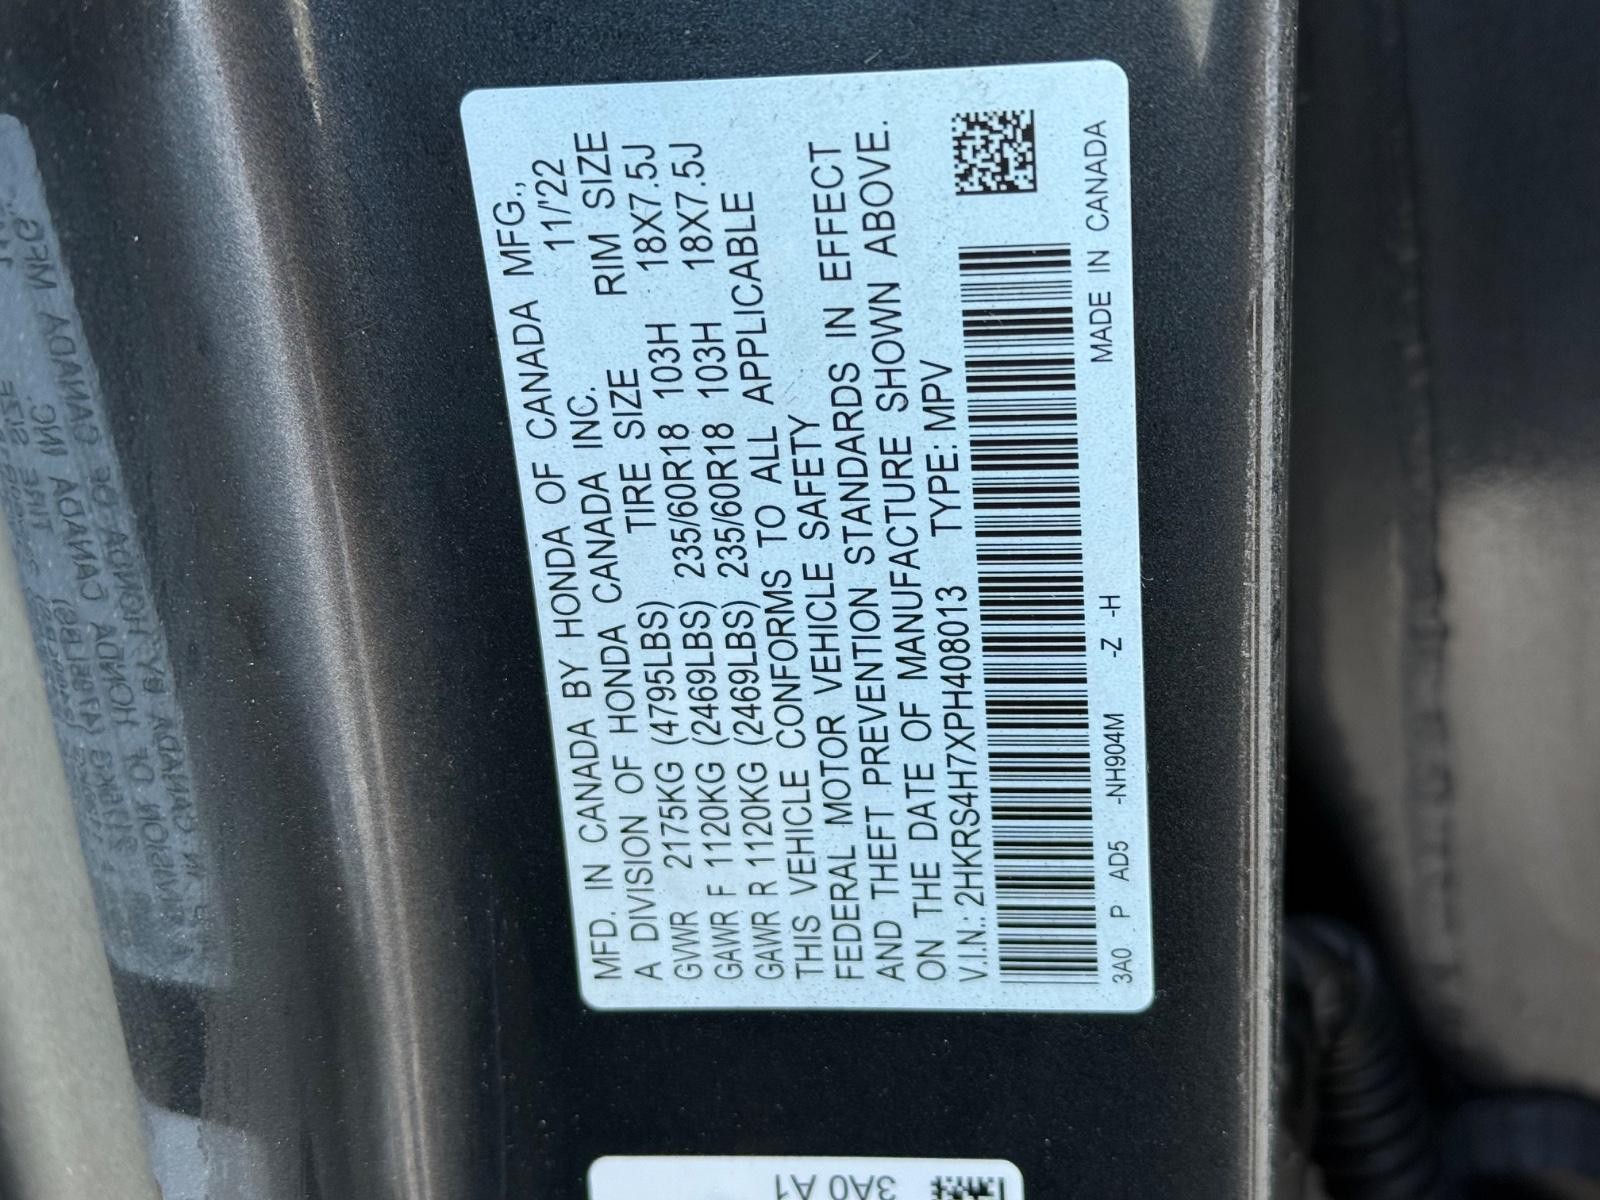 MFD. IN CANADA BY HONDA OF CANADA MFG.,
A DIVISION OF HONDA CANADA INC. 11/'22
GVWR 2175KG (4795LBS) TIRE SIZE RIM SIZE
GAWR F 1120KG (2469LBS) 235/60R18 103H 18X7.5J
GAWR R 1120KG (2469LBS) 235/60R18 103H 18X7.5J
THIS VEHICLE CONFORMS TO ALL APPLICABLE
FEDERAL MOTOR VEHICLE SAFETY
AND THEFT PREVENTION STANDARDS IN EFFECT
ON THE DATE OF MANUFACTURE SHOWN ABOVE.
V.I.N.: 2HKRS4H7XPH408013 TYPE: MPV
3A0 P AD5 -NH904M -Z -H MADE IN CANADA
3A0 A1